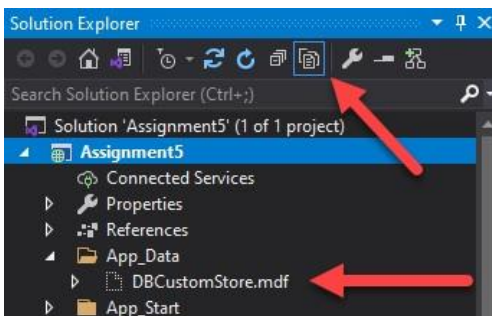 Solution Explorer
Search Solution Explorer (Ctrl+;)
Solution 'Assignment5' (1 of 1 project)
Assignment5
Connected Services
Properties
References
App_Data
DBCustomStore.mdf
App_Start